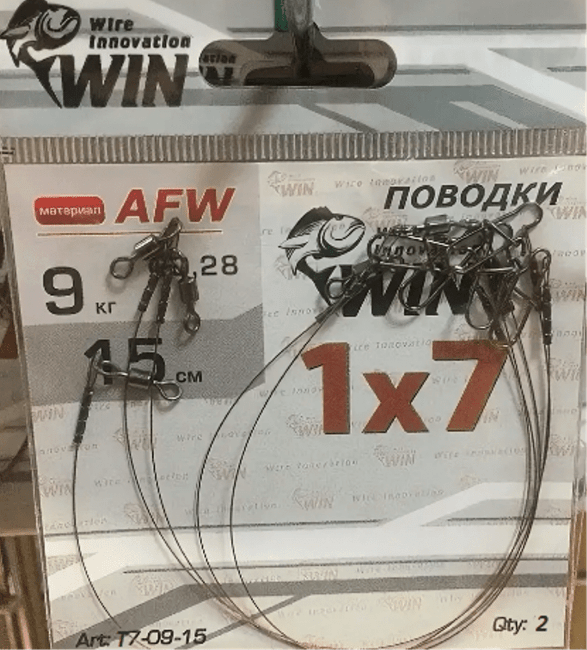 Wire
Innovation
WIN
ПОВОДКИ
материал AFW
,28
Innovation
WIN
9 кг
15 см
1x7
Art: T7-09-15
Qty: 2